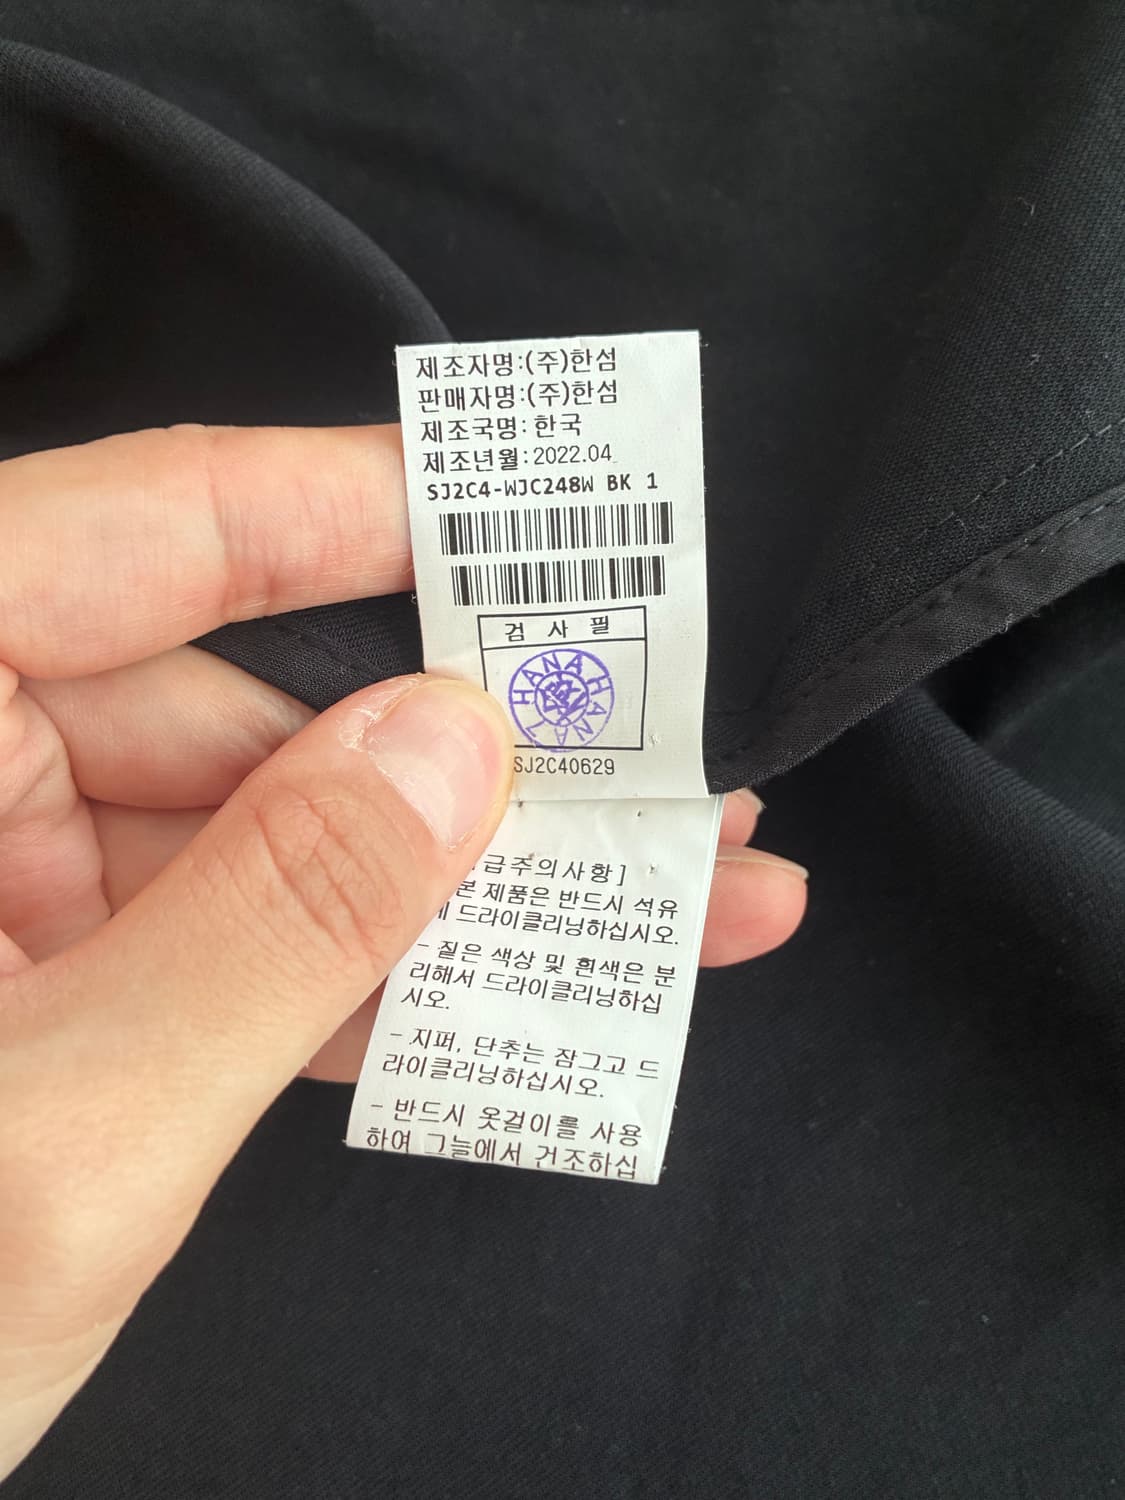 제조자명:(주)한섬
판매자명:(주)한섬
제조국명: 한국
제조년월:2022.04
SJ2C4-WJC248W BK 1
검 사 필
HANA HANA
SJ2C40629
급주의사항]
본 제품은 반드시 석유
드라이클리닝하십시오.
- 짙은 색상 및 흰색은 분
리해서 드라이클리닝하십
시오.
- 지퍼, 단추는 잠그고 드
라이클리닝하십시오.
- 반드시 옷걸이를 사용
하여 그늘에서 건조하십